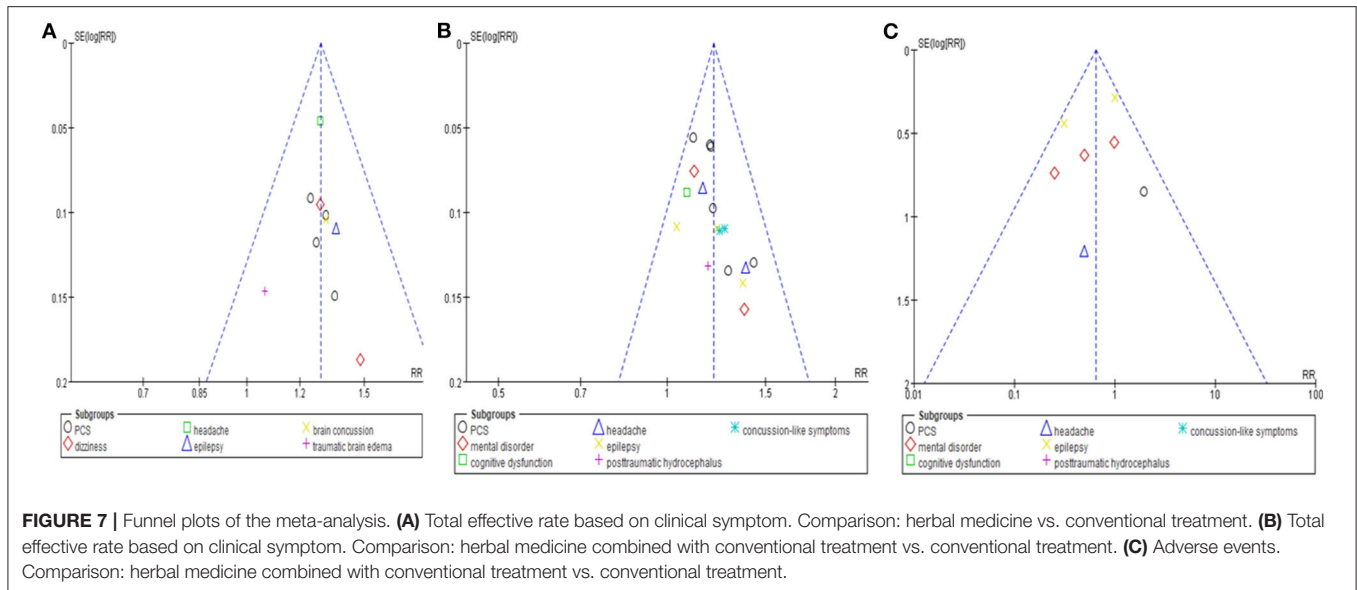 A
SE(log[RR])
0
0.05
0.1
0.15
0.2
0.7
0.85
1
1.2
1.5
RR
Subgroups
PCS
headache
brain concussion
dizziness
epilepsy
traumatic brain edema
B
SE(log[RR])
0
0.05
0.1
0.15
0.2
0.5
0.7
1
1.5
2
RR
Subgroups
PCS
headache
concussion-like symptoms
mental disorder
epilepsy
cognitive dysfunction
posttraumatic hydrocephalus
C
SE(log[RR])
0
0.5
1
1.5
2
0.01
0.1
1
10
100
RR
Subgroups
PCS
headache
concussion-like symptoms
mental disorder
epilepsy
cognitive dysfunction
posttraumatic hydrocephalus
FIGURE 7 | Funnel plots of the meta-analysis. (A) Total effective rate based on clinical symptom. Comparison: herbal medicine vs. conventional treatment. (B) Total
effective rate based on clinical symptom. Comparison: herbal medicine combined with conventional treatment vs. conventional treatment. (C) Adverse events.
Comparison: herbal medicine combined with conventional treatment vs. conventional treatment.